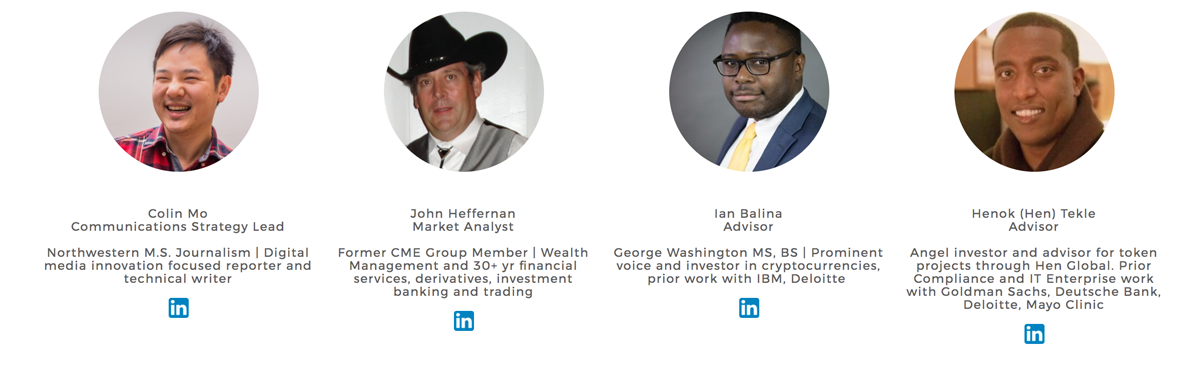 Colin Mo
Communications Strategy Lead
Northwestern M.S. Journalism | Digital
media innovation focused reporter and
technical writer
in
John Heffernan
Market Analyst
Former CME Group Member | Wealth
Management and 30+ yr financial
services, derivatives, investment
banking and trading
in
Ian Balina
Advisor
George Washington MS, BS | Prominent
voice and investor in cryptocurrencies,
prior work with IBM, Deloitte
in
Henok (Hen) Tekle
Advisor
Angel investor and advisor for token
projects through Hen Global. Prior
Compliance and IT Enterprise work
with Goldman Sachs, Deutsche Bank,
Deloitte, Mayo Clinic
in